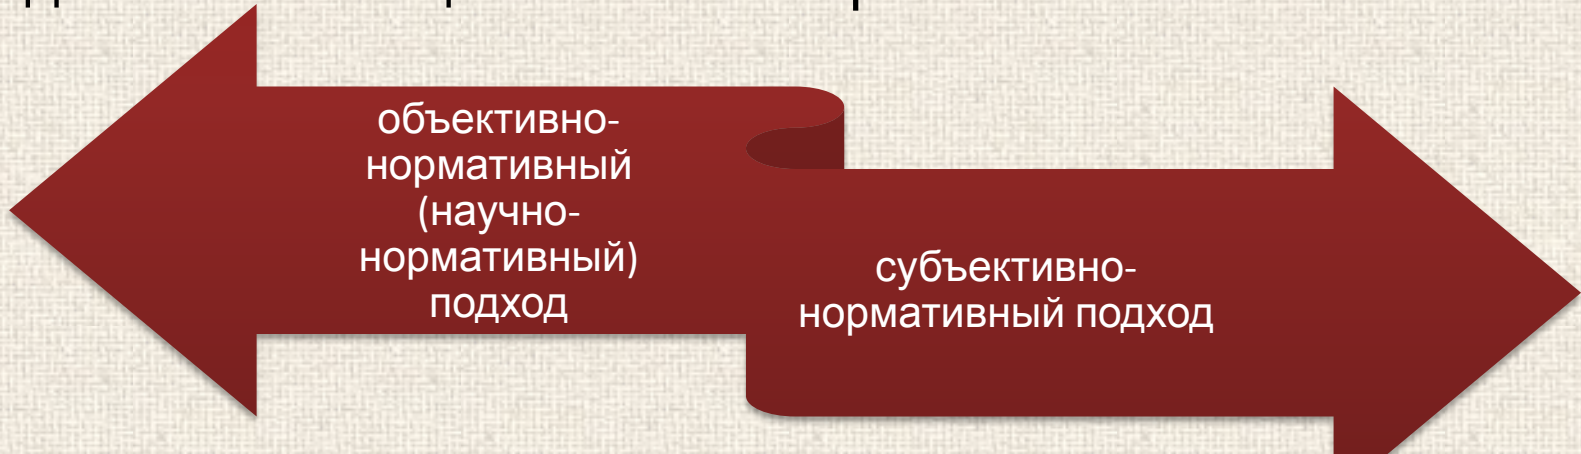 объективно-
нормативный
(научно-
нормативный)
подход
субъективно-
нормативный подход